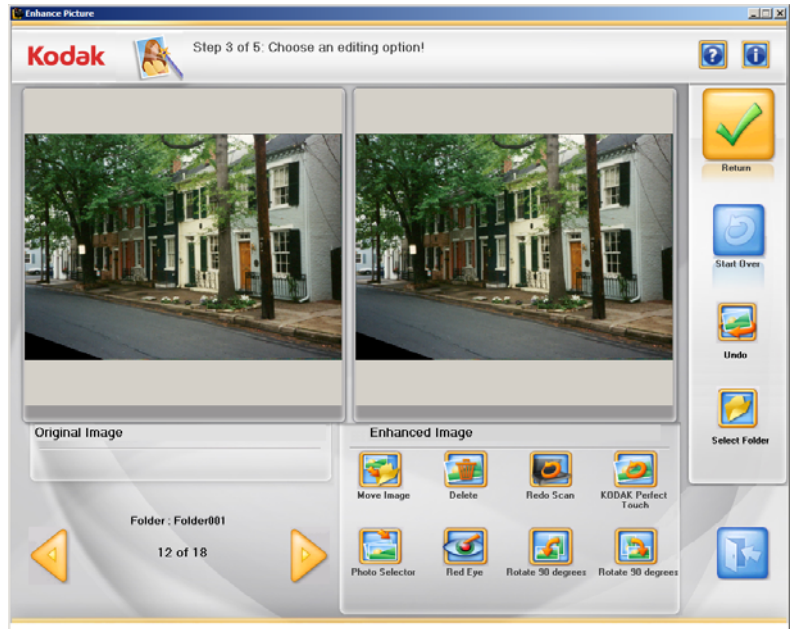 Enhance Picture
Kodak
Step 3 of 5: Choose an editing option!
Return
Start Over
Undo
Select Folder
Original Image
Enhanced Image
Move Image
Delete
Redo Scan
KODAK Perfect
Touch
Folder : Folder001
12 of 18
Photo Selector
Red Eye
Rotate 90 degrees
Rotate 90 degrees